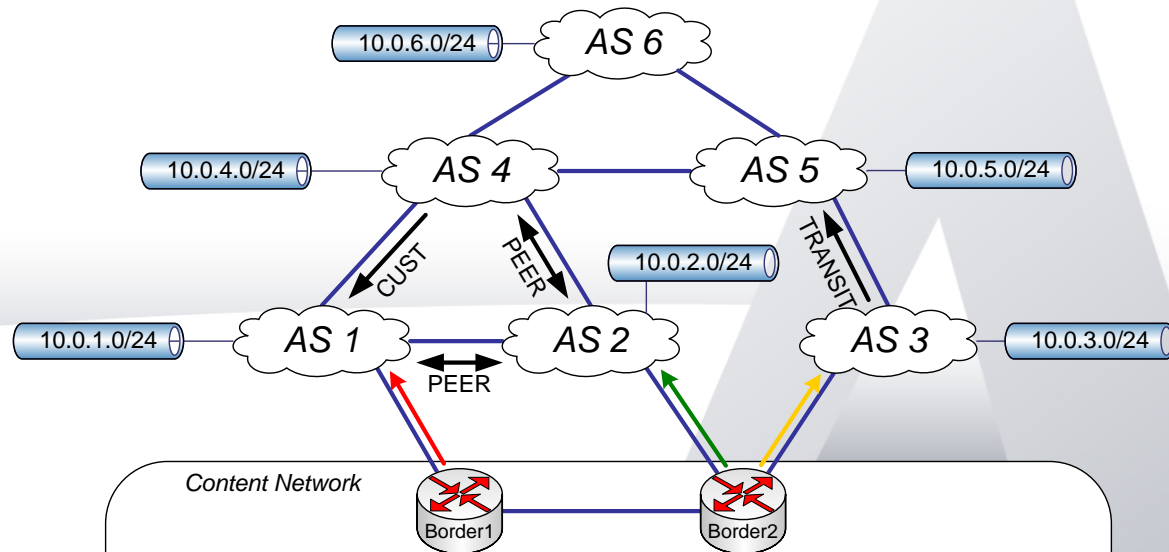 AS 6
10.0.6.0/24
10.0.4.0/24
AS 4
AS 5
10.0.5.0/24
CUST
PEER
10.0.2.0/24
TRANSIT
10.0.1.0/24
AS 1
AS 2
AS 3
10.0.3.0/24
PEER
Content Network
Border1
Border2